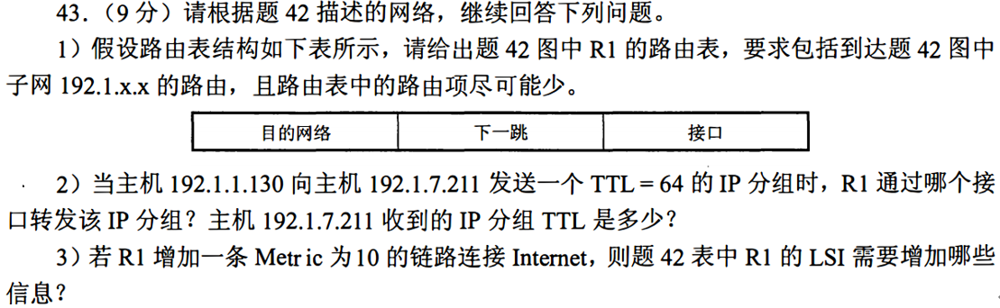 43.（9 分）请根据题 42 描述的网络，继续回答下列问题。
1）假设路由表结构如下表所示，请给出题 42 图中 R1 的路由表，要求包括到达题 42 图中
子网 192.1.x.x 的路由，且路由表中的路由项尽可能少。
目的网络 下一跳 接口
2）当主机 192.1.1.130 向主机 192.1.7.211 发送一个 TTL = 64 的 IP 分组时，R1 通过哪个接
口转发该 IP 分组？主机 192.1.7.211 收到的 IP 分组 TTL 是多少？
3）若 R1 增加一条 Metric 为 10 的链路连接 Internet，则题 42 表中 R1 的 LSI 需要增加哪些
信息？